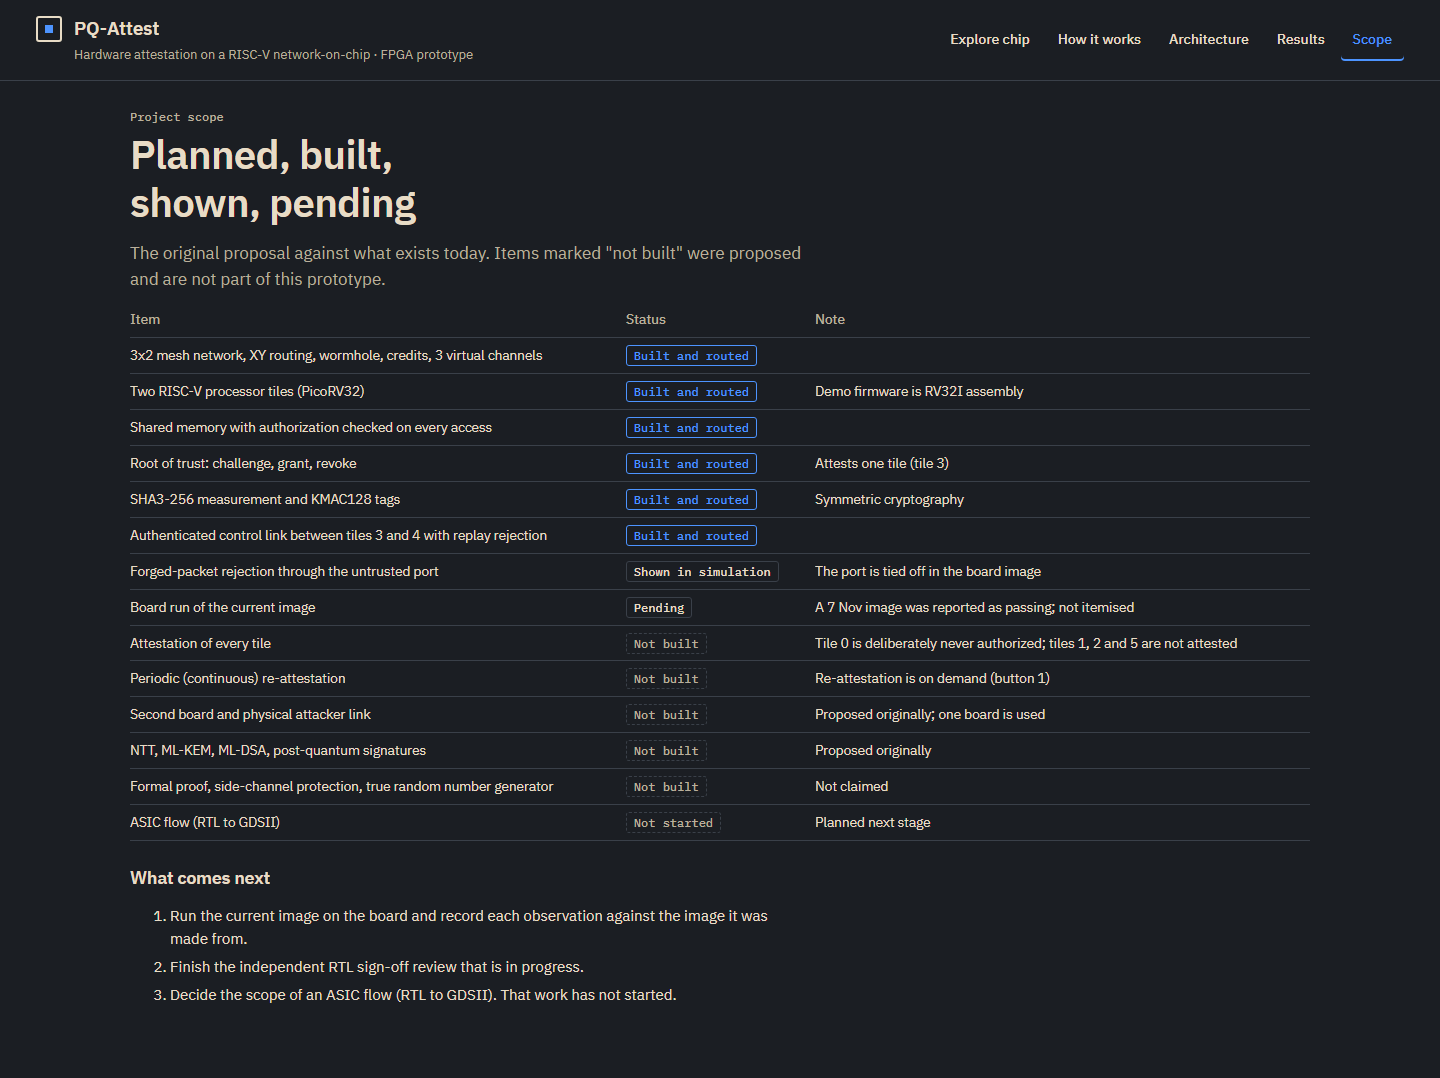 PQ-Attest
Hardware attestation on a RISC-V network-on-chip · FPGA prototype
Explore chip How it works Architecture Results Scope
Project scope
Planned, built,
shown, pending
The original proposal against what exists today. Items marked "not built" were proposed
and are not part of this prototype.
Item Status Note
3x2 mesh network, XY routing, wormhole, credits, 3 virtual channels Built and routed
Two RISC-V processor tiles (PicoRV32) Built and routed Demo firmware is RV32I assembly
Shared memory with authorization checked on every access Built and routed
Root of trust: challenge, grant, revoke Built and routed Attests one tile (tile 3)
SHA3-256 measurement and KMAC128 tags Built and routed Symmetric cryptography
Authenticated control link between tiles 3 and 4 with replay rejection Built and routed
Forged-packet rejection through the untrusted port Shown in simulation The port is tied off in the board image
Board run of the current image Pending A 7 Nov image was reported as passing; not itemised
Attestation of every tile Not built Tile 0 is deliberately never authorized; tiles 1, 2 and 5 are not attested
Periodic (continuous) re-attestation Not built Re-attestation is on demand (button 1)
Second board and physical attacker link Not built Proposed originally; one board is used
NTT, ML-KEM, ML-DSA, post-quantum signatures Not built Proposed originally
Formal proof, side-channel protection, true random number generator Not built Not claimed
ASIC flow (RTL to GDSII) Not started Planned next stage
What comes next
1. Run the current image on the board and record each observation against the image it was
made from.
2. Finish the independent RTL sign-off review that is in progress.
3. Decide the scope of an ASIC flow (RTL to GDSII). That work has not started.